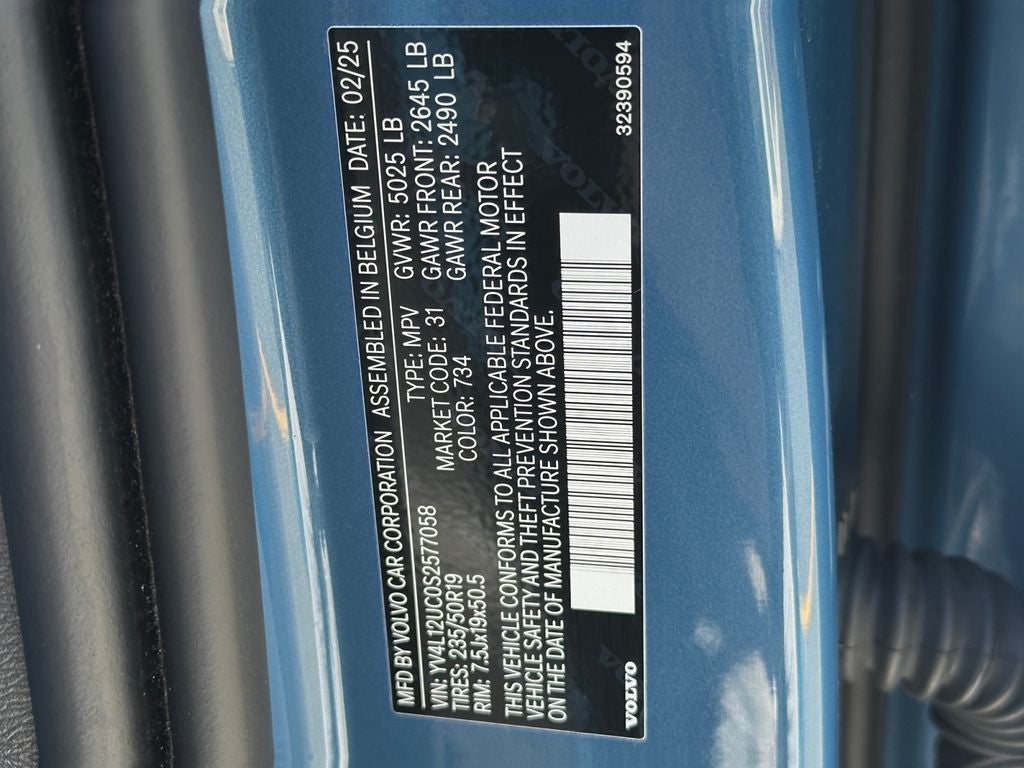 MFD BY VOLVO CAR CORPORATION ASSEMBLED IN BELGIUM DATE: 02/25
VIN: YV4L12UC0S2577058 TYPE: MPV GVWR: 5025 LB
TIRES: 235/50R19 MARKET CODE: 31 GAWR FRONT: 2645 LB
RIM: 7.5Jx19x50.5 COLOR: 734 GAWR REAR: 2490 LB
THIS VEHICLE CONFORMS TO ALL APPLICABLE FEDERAL MOTOR
VEHICLE SAFETY AND THEFT PREVENTION STANDARDS IN EFFECT
ON THE DATE OF MANUFACTURE SHOWN ABOVE.
VOLVO 32390594